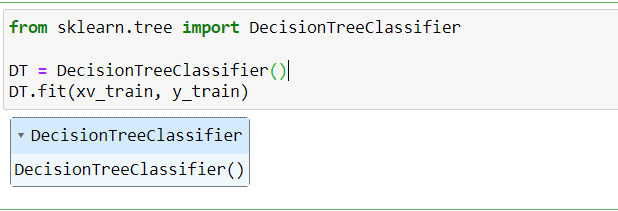 from sklearn.tree import DecisionTreeClassifier
DT = DecisionTreeClassifier()
DT.fit(xv_train, y_train)
DecisionTreeClassifier
DecisionTreeClassifier()